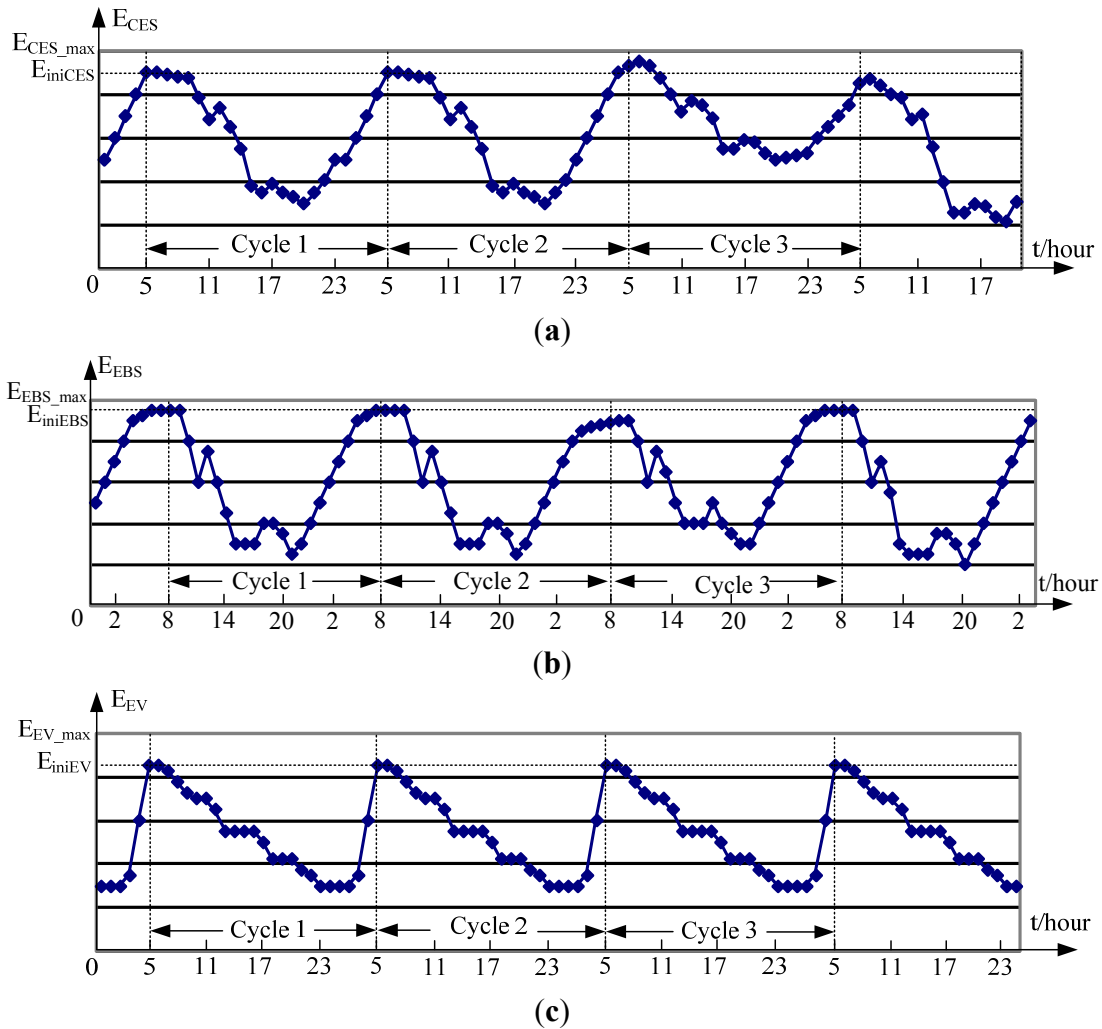 E_CES
E_CES_max
E_iniCES
Cycle 1 Cycle 2 Cycle 3
t/hour
0 5 11 17 23 5 11 17 23 5 11 17 23 5 11 17
(a)
E_EBS
E_EBS_max
E_iniEBS
Cycle 1 Cycle 2 Cycle 3
t/hour
0 2 8 14 20 2 8 14 20 2 8 14 20 2 8 14 20 2
(b)
E_EV
E_EV_max
E_iniEV
Cycle 1 Cycle 2 Cycle 3
t/hour
0 5 11 17 23 5 11 17 23 5 11 17 23 5 11 17 23
(c)